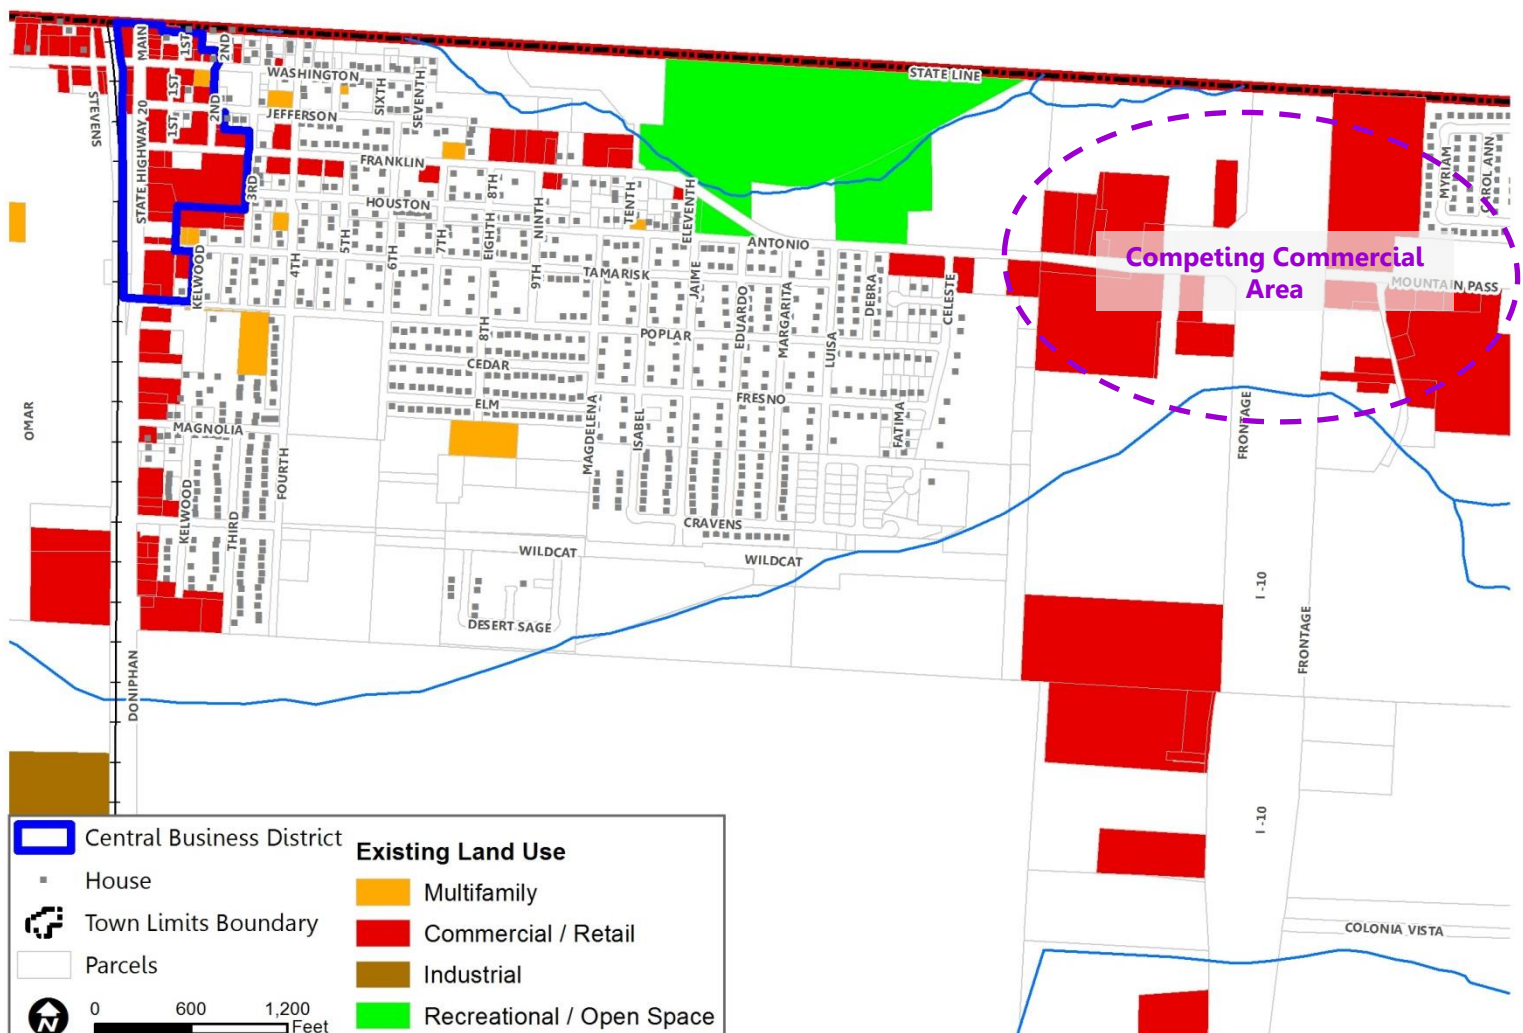 STATE LINE
MAIN
1ST
2ND
WASHINGTON
SIXTH
SEVENTH
1ST
2ND
JEFFERSON
STEVENS
STATE HIGHWAY 20
1ST
FRANKLIN
3RD
HOUSTON
8TH
EIGHTH
NINTH
TENTH
ELEVENTH
MYRIAM
CAROL ANN
ANTONIO
Competing Commercial
Area
MOUNTAIN PASS
KELWOOD
4TH
5TH
6TH
7TH
9TH
TAMARISK
JAIME
EDUARDO
MARGARITA
DEBRA
CELESTE
8TH
POPLAR
LUISA
CEDAR
ELM
FRESNO
OMAR
MAGNOLIA
MAGDELENA
ISABEL
FATIMA
FRONTAGE
FOURTH
KELWOOD
THIRD
CRAVENS
WILDCAT
WILDCAT
DESERT SAGE
I -10
FRONTAGE
DONIPHAN
I -10
COLONIA VISTA
Central Business District
House
Town Limits Boundary
Parcels
N
0 600 1,200
Feet
Existing Land Use
Multifamily
Commercial / Retail
Industrial
Recreational / Open Space